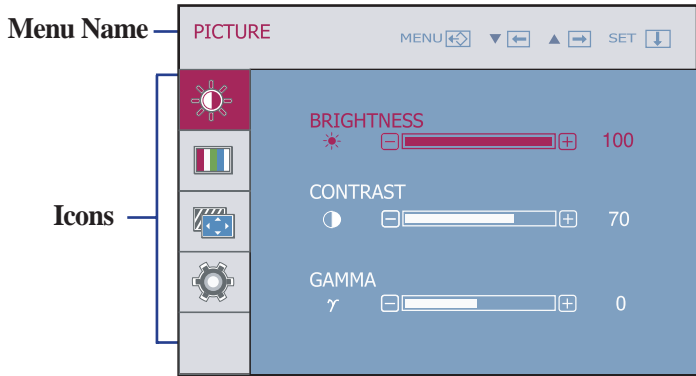 Menu Name
PICTURE MENU SET
Icons
BRIGHTNESS
100
CONTRAST
70
GAMMA
γ 0